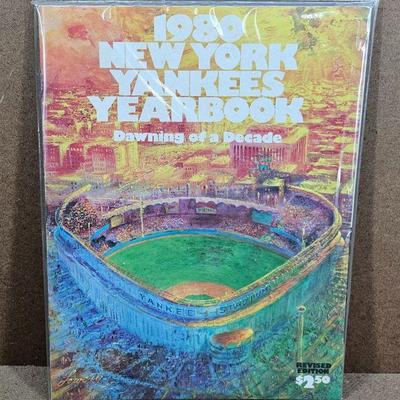 1980
NEW YORK
YANKEES
YEARBOOK
Dawning of a Decade
YANKEE STADIUM
REVISED
EDITION
$2.50